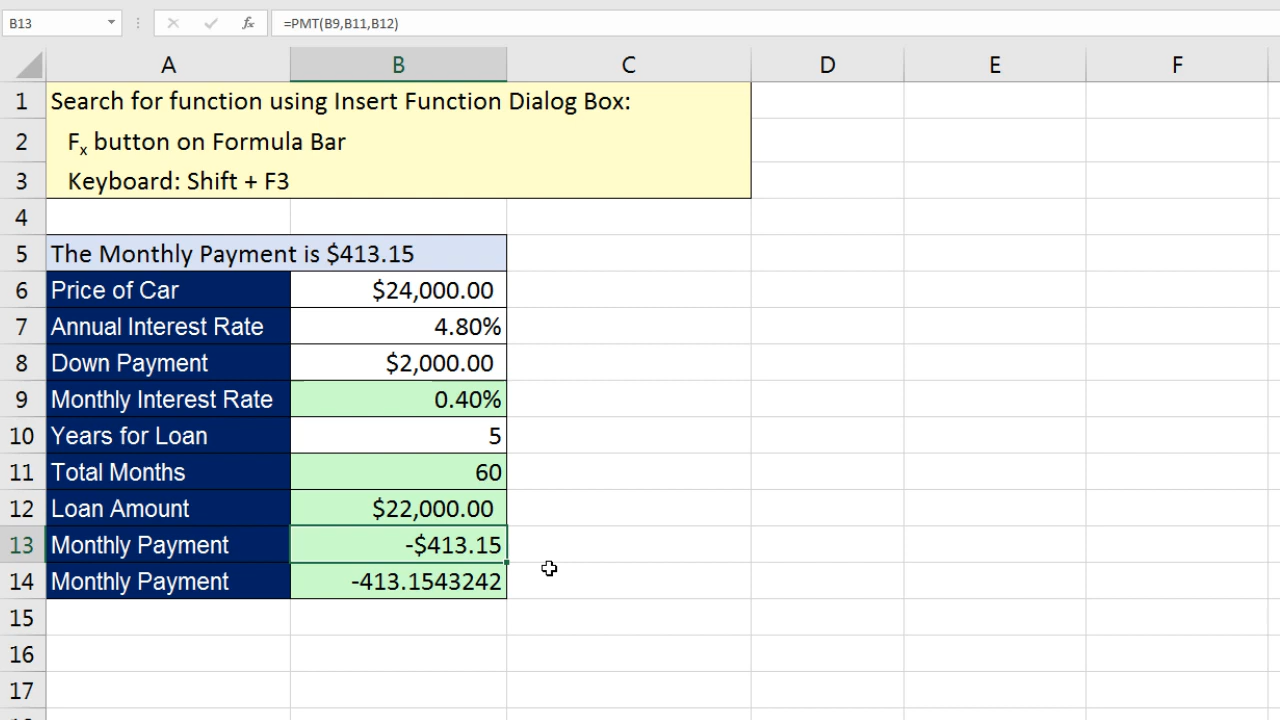 B13 fx =PMT(B9,B11,B12)
A B C D E F
1 Search for function using Insert Function Dialog Box:
2 Fx button on Formula Bar
3 Keyboard: Shift + F3
4
5 The Monthly Payment is $413.15
6 Price of Car $24,000.00
7 Annual Interest Rate 4.80%
8 Down Payment $2,000.00
9 Monthly Interest Rate 0.40%
10 Years for Loan 5
11 Total Months 60
12 Loan Amount $22,000.00
13 Monthly Payment -$413.15
14 Monthly Payment -413.1543242
15
16
17